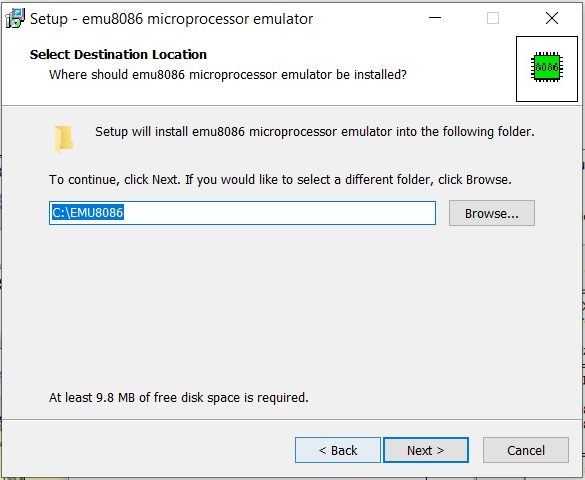 Setup - emu8086 microprocessor emulator
Select Destination Location
Where should emu8086 microprocessor emulator be installed?
8086
Setup will install emu8086 microprocessor emulator into the following folder.
To continue, click Next. If you would like to select a different folder, click Browse.
C:\EMU8086
Browse...
At least 9.8 MB of free disk space is required.
< Back
Next >
Cancel